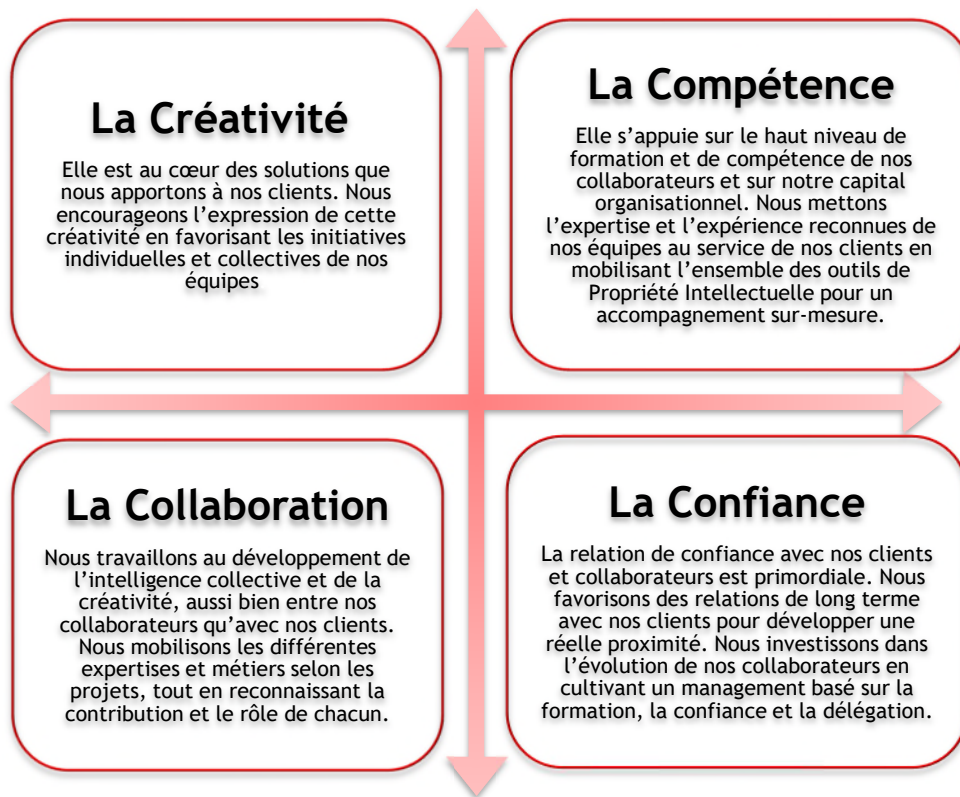 La Créativité
Elle est au cœur des solutions que
nous apportons à nos clients. Nous
encourageons l’expression de cette
créativité en favorisant les initiatives
individuelles et collectives de nos
équipes
La Compétence
Elle s’appuie sur le haut niveau de
formation et de compétence de nos
collaborateurs et sur notre capital
organisationnel. Nous mettons
l’expertise et l’expérience reconnues de
nos équipes au service de nos clients en
mobilisant l’ensemble des outils de
Propriété Intellectuelle pour un
accompagnement sur-mesure.
La Collaboration
Nous travaillons au développement de
l’intelligence collective et de la
créativité, aussi bien entre nos
collaborateurs qu’avec nos clients.
Nous mobilisons les différentes
expertises et métiers selon les
projets, tout en reconnaissant la
contribution et le rôle de chacun.
La Confiance
La relation de confiance avec nos clients
et collaborateurs est primordiale. Nous
favorisons des relations de long terme
avec nos clients pour développer une
réelle proximité. Nous investissons dans
l’évolution de nos collaborateurs en
cultivant un management basé sur la
formation, la confiance et la délégation.